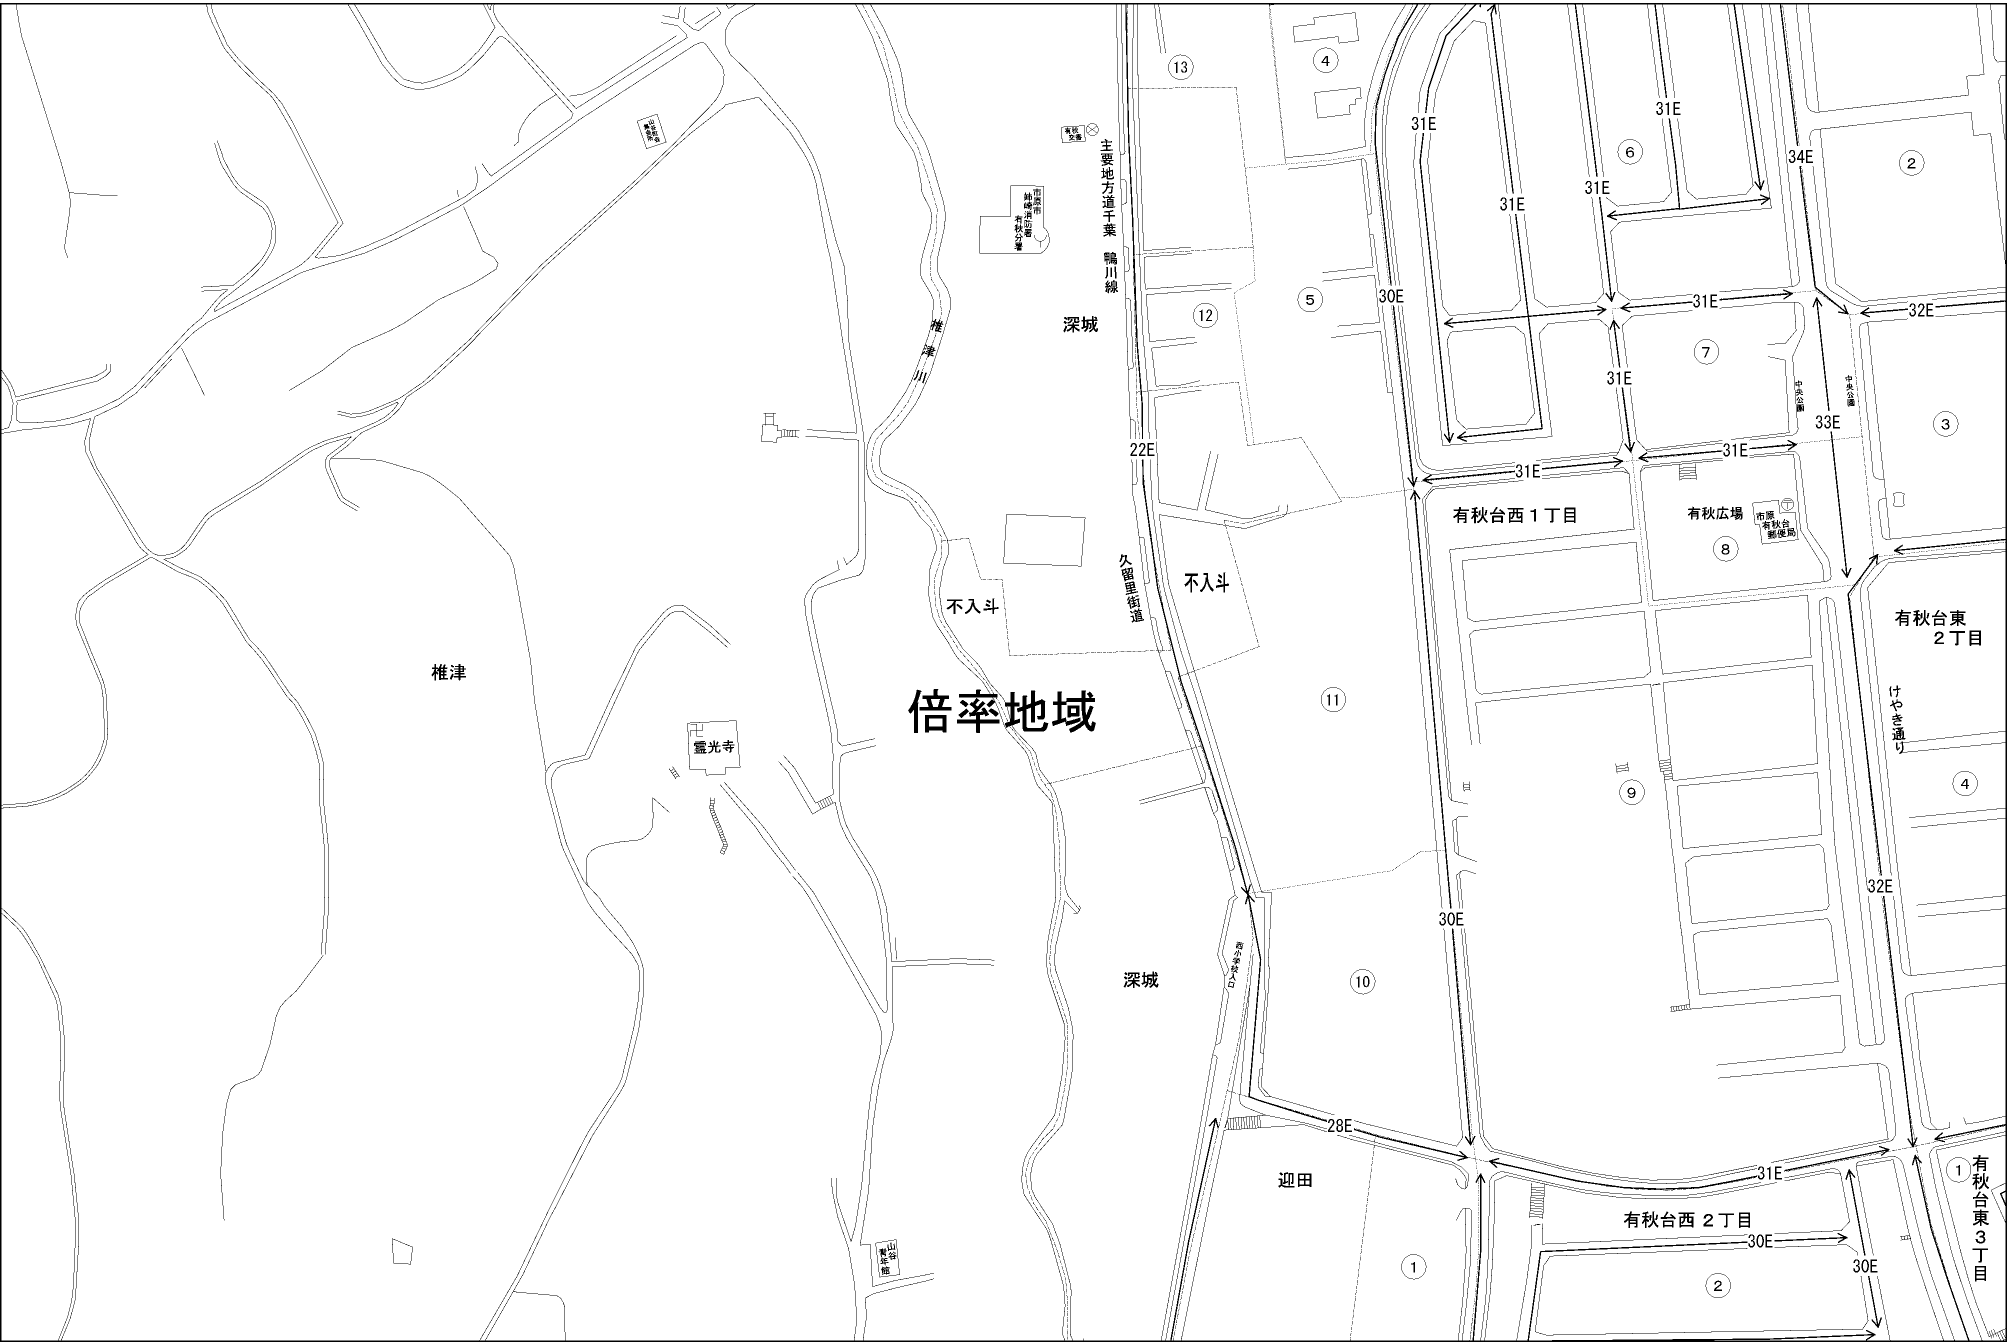 13
4
31E
31E
6
34E
2
有秋
交番
山谷町会
集会所
主要地方道千葉 鴨川線
市原市
姉崎消防署
有秋分署
31E
31E
30E
5
12
深城
31E
32E
椎津川
7
31E
中央公園
中央公園
33E
3
22E
31E
31E
有秋台西1丁目
有秋広場
市原
有秋台
郵便局
8
久留里街道
不入斗
不入斗
有秋台東
2丁目
椎津
倍率地域
11
けやき通り
霊光寺
9
4
32E
30E
西小学校入口
深城
10
28E
迎田
31E
1
有秋台東3丁目
有秋台西2丁目
30E
30E
山谷
青年館
1
2